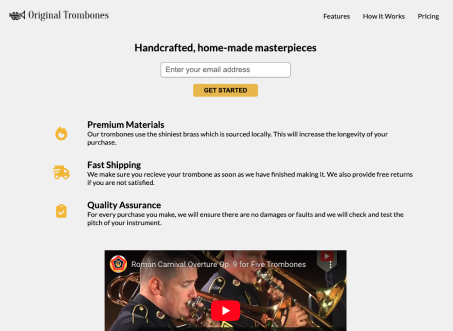 Original Trombones
Features
How It Works
Pricing
Handcrafted, home-made masterpieces
Enter your email address
GET STARTED
Premium Materials
Our trombones use the shiniest brass which is sourced locally. This will increase the longevity of your
purchase.
Fast Shipping
We make sure you recieve your trombone as soon as we have finished making it. We also provide free returns
if you are not satisfied.
Quality Assurance
For every purchase you make, we will ensure there are no damages or faults and we will check and test the
pitch of your instrument.
Roman Carnival Overture Op. 9 for Five Trombones